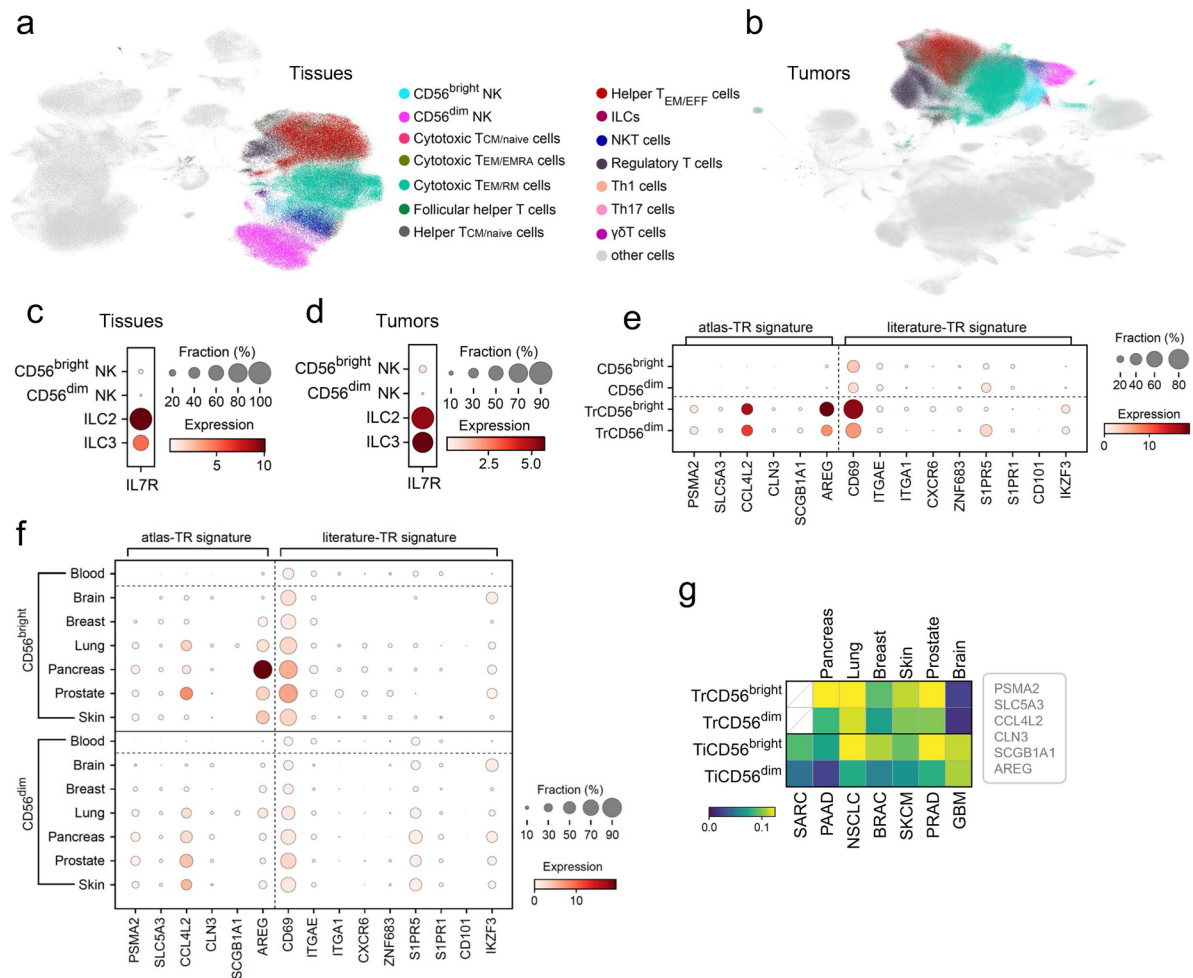 a
Tissues
CD56bright NK
CD56dim NK
Cytotoxic TCM/naive cells
Cytotoxic TEM/EMRA cells
Cytotoxic TEM/RM cells
Follicular helper T cells
Helper TCM/naive cells
Helper TEM/EFF cells
ILCs
NKT cells
Regulatory T cells
Th1 cells
Th17 cells
γδT cells
other cells
b
Tumors
c
Tissues
CD56bright NK
CD56dim NK
ILC2
ILC3
IL7R
Fraction (%)
20 40 60 80 100
Expression
5 10
d
Tumors
CD56bright NK
CD56dim NK
ILC2
ILC3
IL7R
Fraction (%)
10 30 50 70 90
Expression
2.5 5.0
e
atlas-TR signature literature-TR signature
CD56bright
CD56dim
TrCD56bright
TrCD56dim
PSMA2 SLC5A3 CCL4L2 CLN3 SCGB1A1 AREG CD69 ITGAE ITGA1 CXCR6 ZNF683 S1PR5 S1PR1 CD101 IKZF3
Fraction (%)
20 40 60 80
Expression
0 10
f
atlas-TR signature literature-TR signature
CD56bright
Blood
Brain
Breast
Lung
Pancreas
Prostate
Skin
CD56dim
Blood
Brain
Breast
Lung
Pancreas
Prostate
Skin
PSMA2 SLC5A3 CCL4L2 CLN3 SCGB1A1 AREG CD69 ITGAE ITGA1 CXCR6 ZNF683 S1PR5 S1PR1 CD101 IKZF3
Fraction (%)
10 30 50 70 90
Expression
0 10
g
Pancreas Lung Breast Skin Prostate Brain
TrCD56bright
TrCD56dim
TiCD56bright
TiCD56dim
SARC PAAD NSCLC BRAC SKCM PRAD GBM
0.0 0.1
PSMA2
SLC5A3
CCL4L2
CLN3
SCGB1A1
AREG